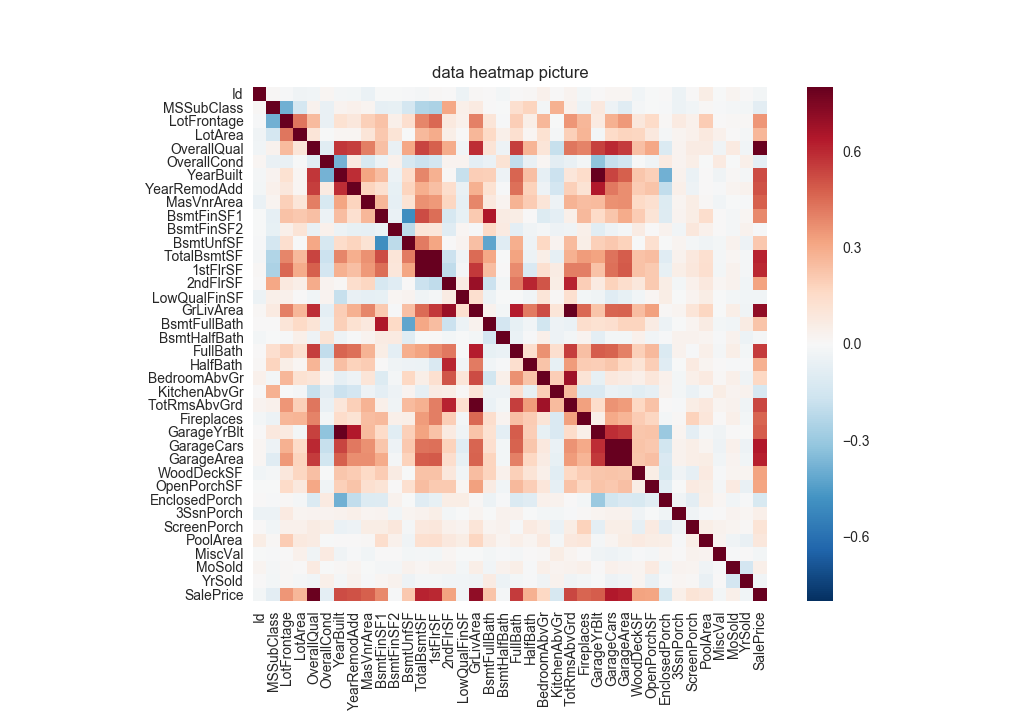 data heatmap picture
Id
MSSubClass
LotFrontage
LotArea
OverallQual
OverallCond
YearBuilt
YearRemodAdd
MasVnrArea
BsmtFinSF1
BsmtFinSF2
BsmtUnfSF
TotalBsmtSF
1stFlrSF
2ndFlrSF
LowQualFinSF
GrLivArea
BsmtFullBath
BsmtHalfBath
FullBath
HalfBath
BedroomAbvGr
KitchenAbvGr
TotRmsAbvGrd
Fireplaces
GarageYrBlt
GarageCars
GarageArea
WoodDeckSF
OpenPorchSF
EnclosedPorch
3SsnPorch
ScreenPorch
PoolArea
MiscVal
MoSold
YrSold
SalePrice
Id
MSSubClass
LotFrontage
LotArea
OverallQual
OverallCond
YearBuilt
YearRemodAdd
MasVnrArea
BsmtFinSF1
BsmtFinSF2
BsmtUnfSF
TotalBsmtSF
1stFlrSF
2ndFlrSF
LowQualFinSF
GrLivArea
BsmtFullBath
BsmtHalfBath
FullBath
HalfBath
BedroomAbvGr
KitchenAbvGr
TotRmsAbvGrd
Fireplaces
GarageYrBlt
GarageCars
GarageArea
WoodDeckSF
OpenPorchSF
EnclosedPorch
3SsnPorch
ScreenPorch
PoolArea
MiscVal
MoSold
YrSold
SalePrice
0.6
0.3
0.0
−0.3
−0.6